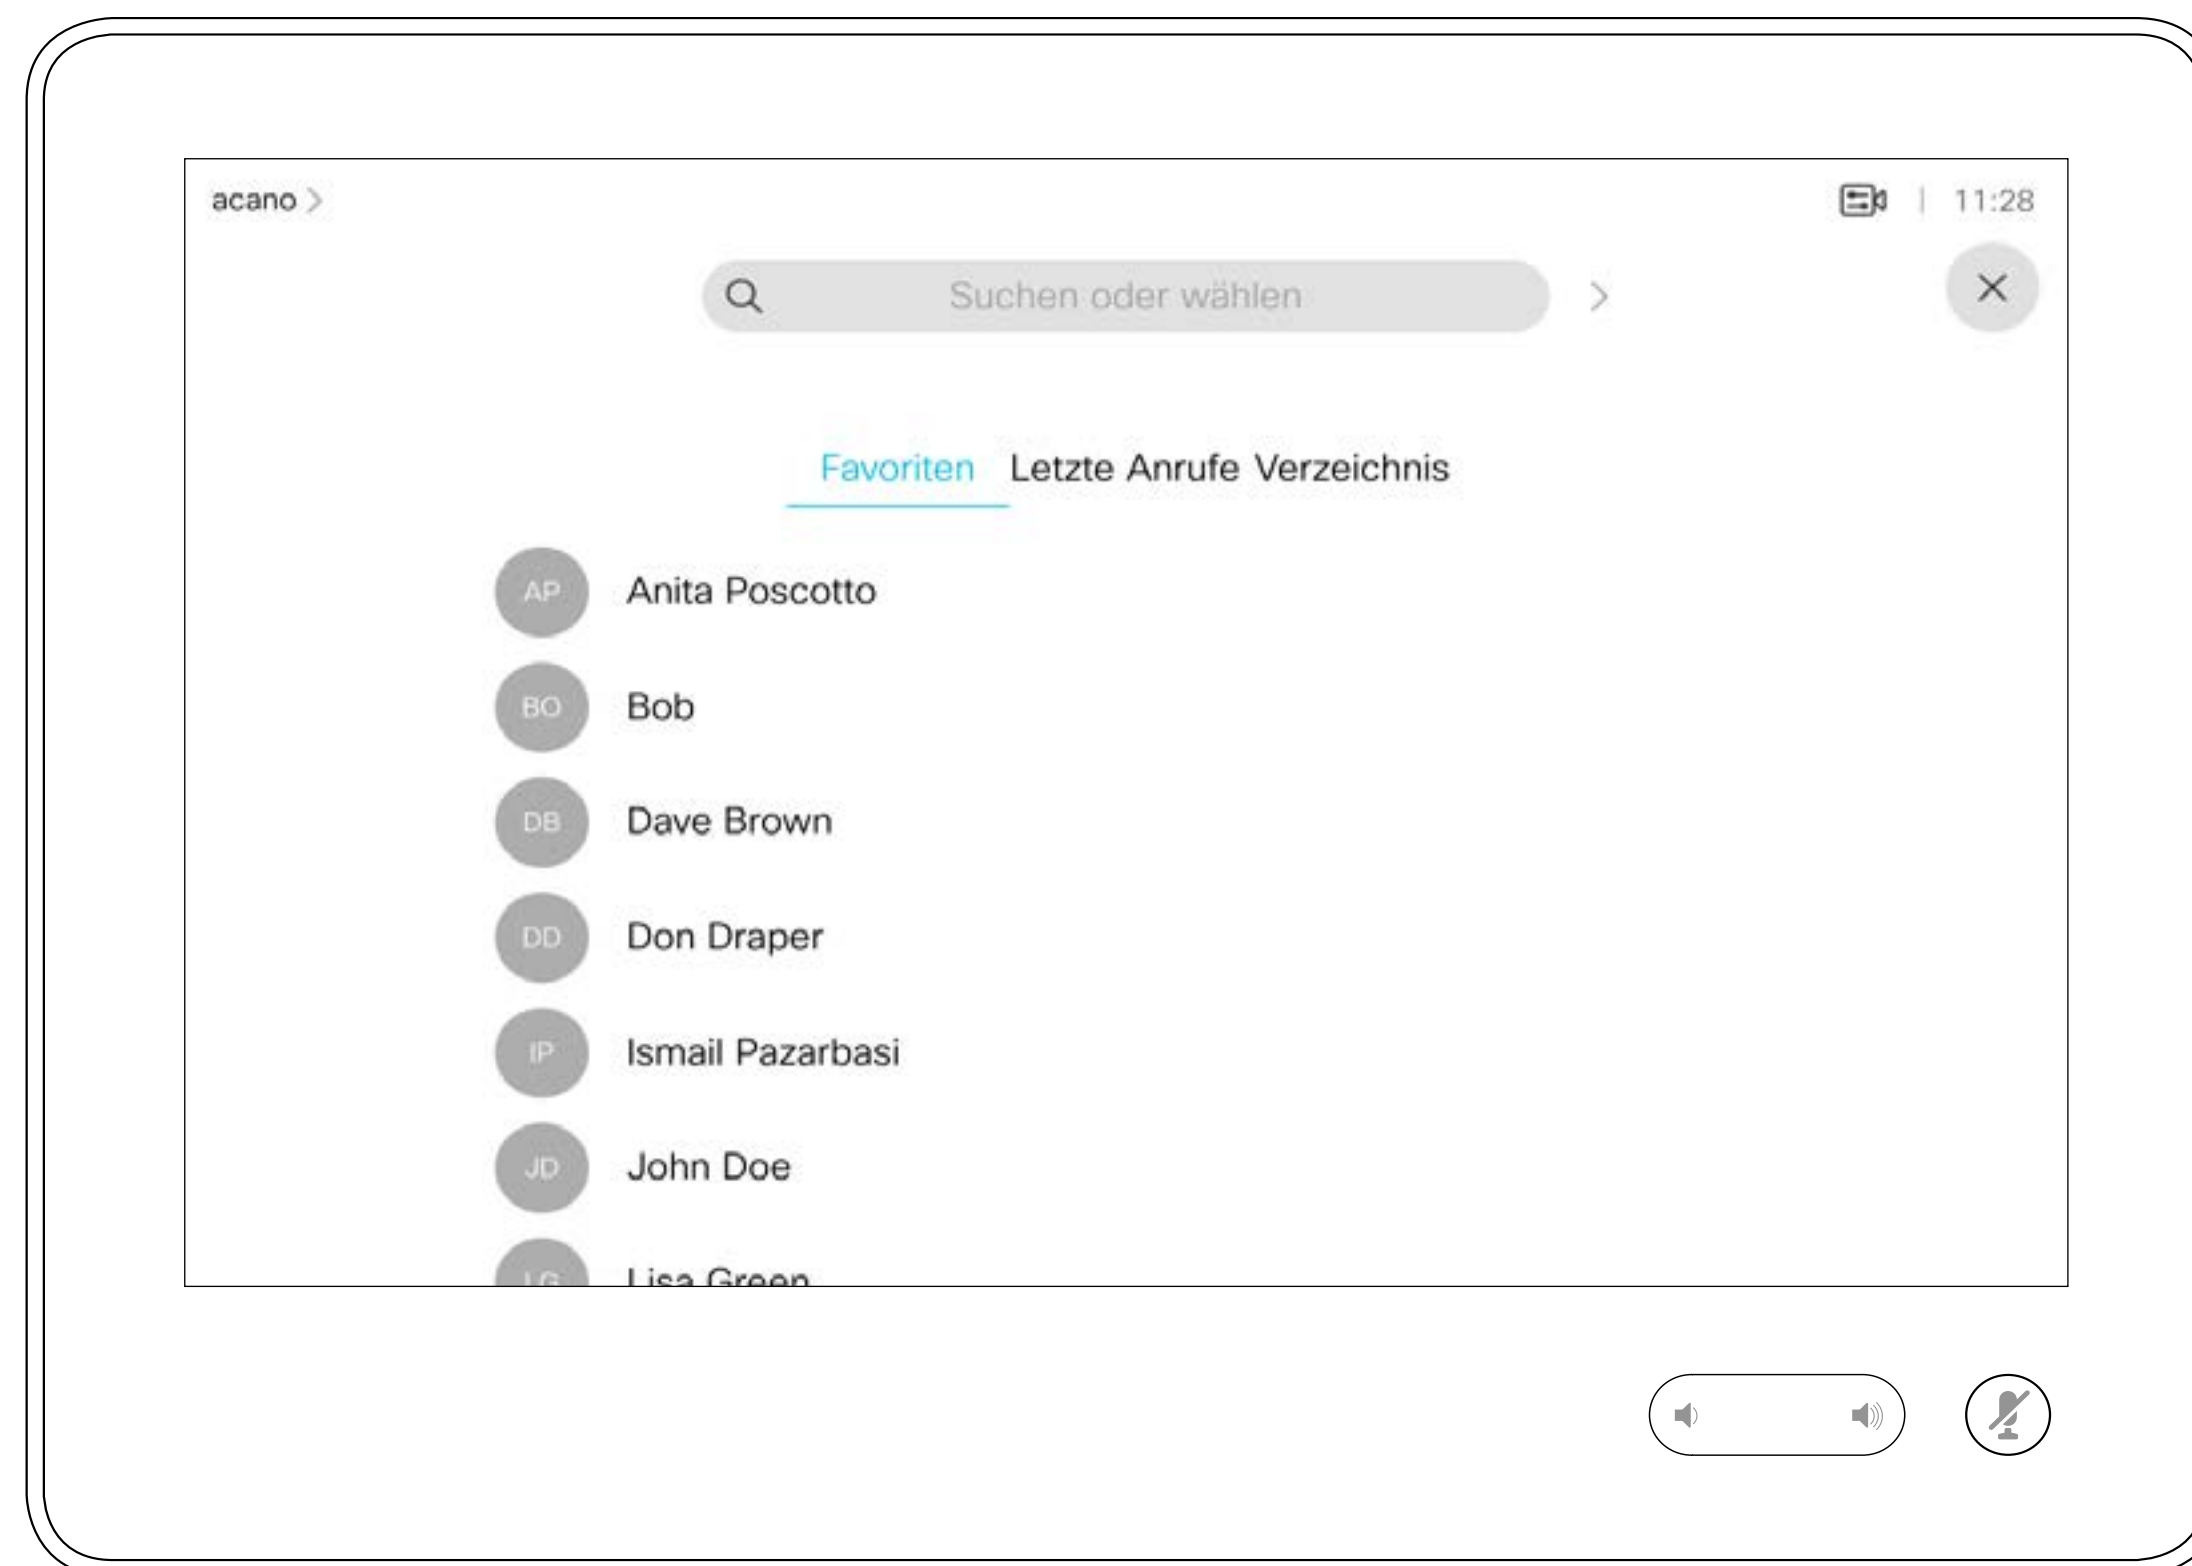 acano
11:28
Suchen oder wählen
Favoriten Letzte Anrufe Verzeichnis
AP Anita Poscotto
BO Bob
DB Dave Brown
DD Don Draper
IP Ismail Pazarbasi
JD John Doe
LG Lisa Green